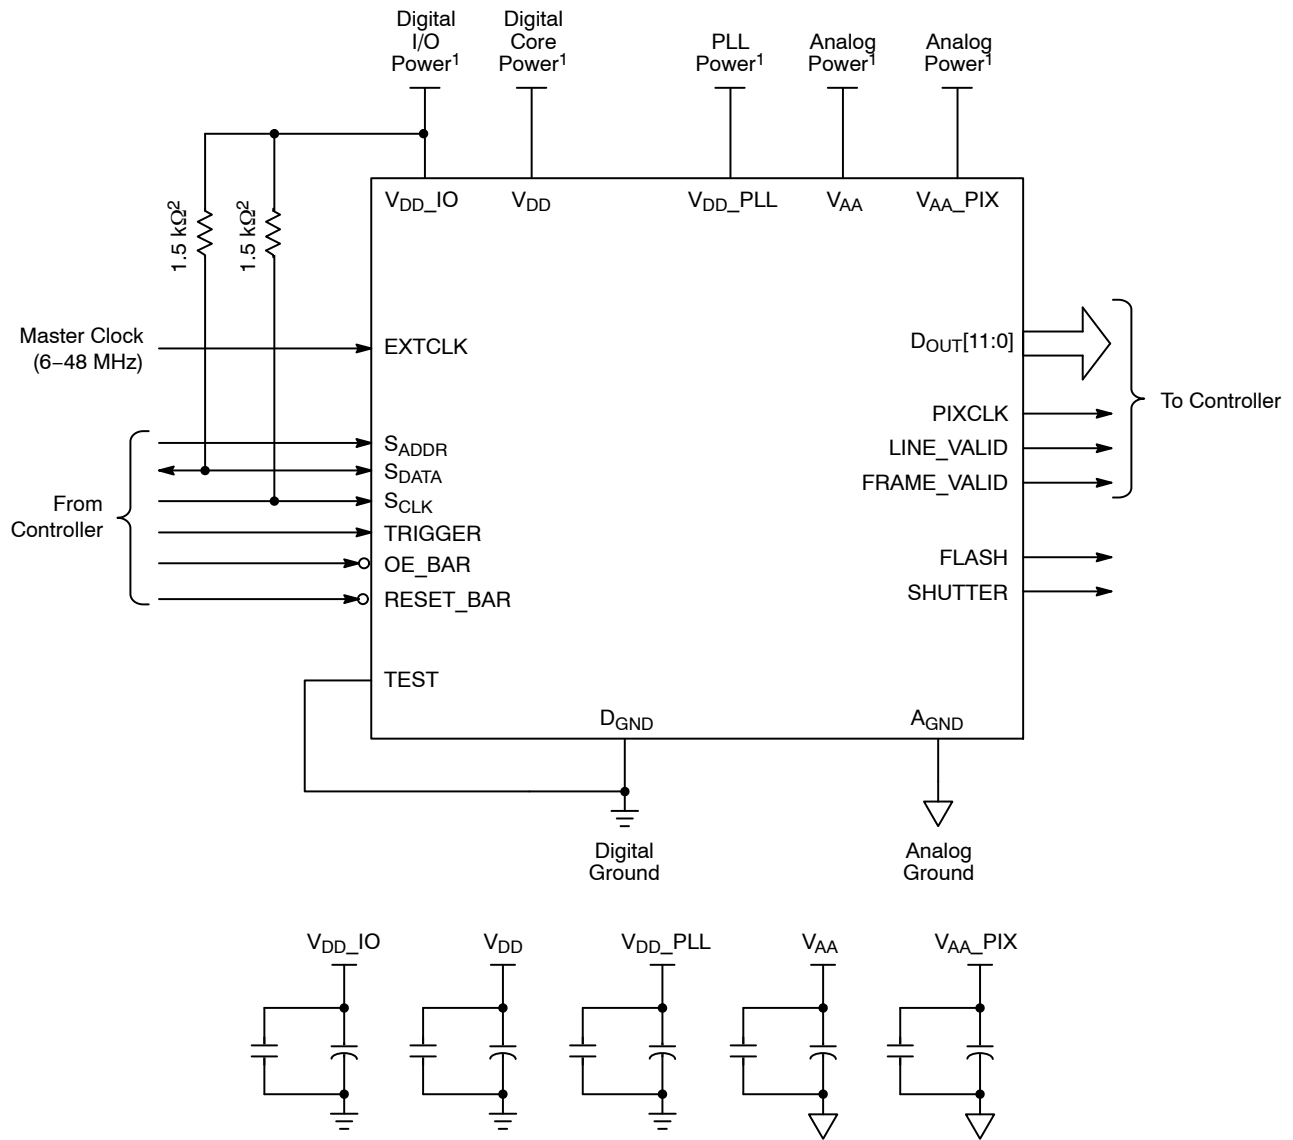 Digital
I/O
Power1
Digital
Core
Power1
PLL
Power1
Analog
Power1
Analog
Power1
VDD_IO
VDD
VDD_PLL
VAA
VAA_PIX
1.5 kΩ2
1.5 kΩ2
Master Clock
(6–48 MHz)
EXTCLK
From
Controller
SADDR
SDATA
SCLK
TRIGGER
OE_BAR
RESET_BAR
TEST
DOUT[11:0]
PIXCLK
LINE_VALID
FRAME_VALID
To Controller
FLASH
SHUTTER
DGND
AGND
Digital
Ground
Analog
Ground
VDD_IO
VDD
VDD_PLL
VAA
VAA_PIX